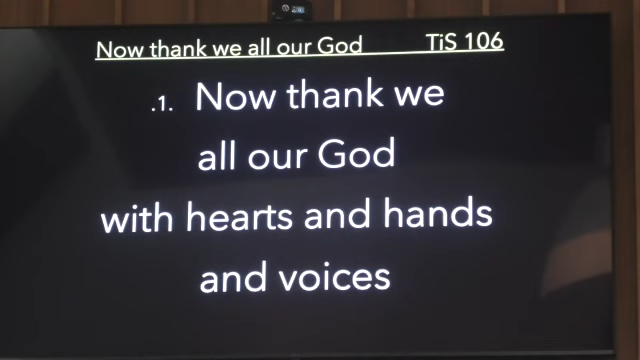 Now thank we all our God TiS 106
.1. Now thank we
all our God
with hearts and hands
and voices